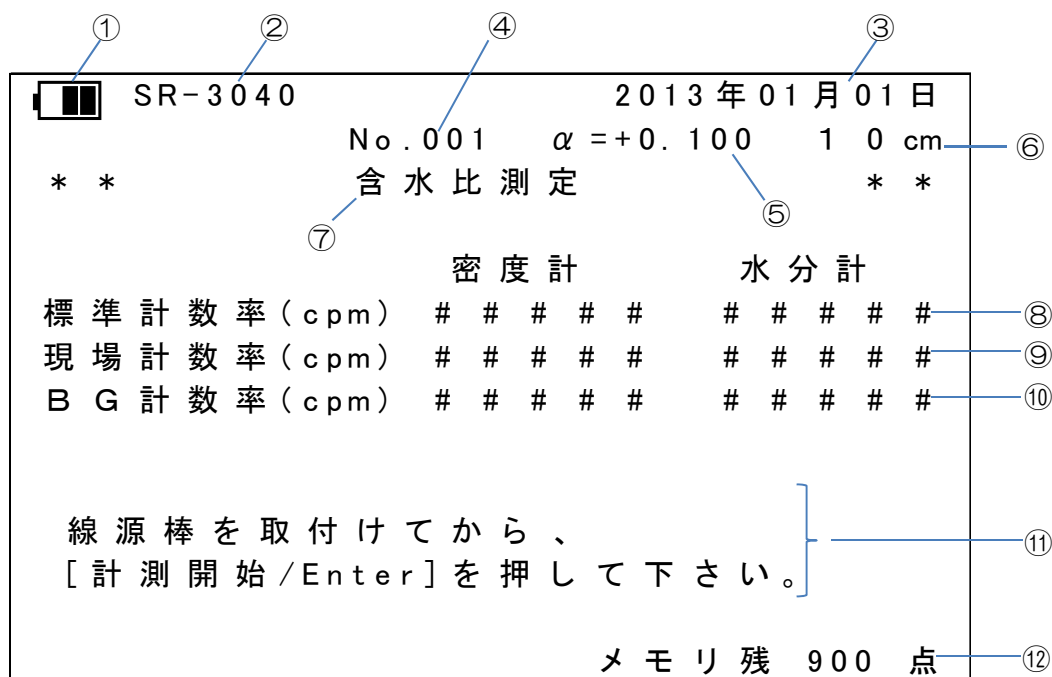 ① ② ④ ③
SR-3040 2013年01月01日
No.001 α=+0.100 10cm ⑥
** 含水比測定 **
⑦ ⑤
密度計 水分計
標準計数率(cpm) ##### ##### ⑧
現場計数率(cpm) ##### ##### ⑨
BG計数率(cpm) ##### ##### ⑩
線源棒を取付けてから、
[計測開始/Enter]を押して下さい。 ⑪
メモリ残 900 点 ⑫